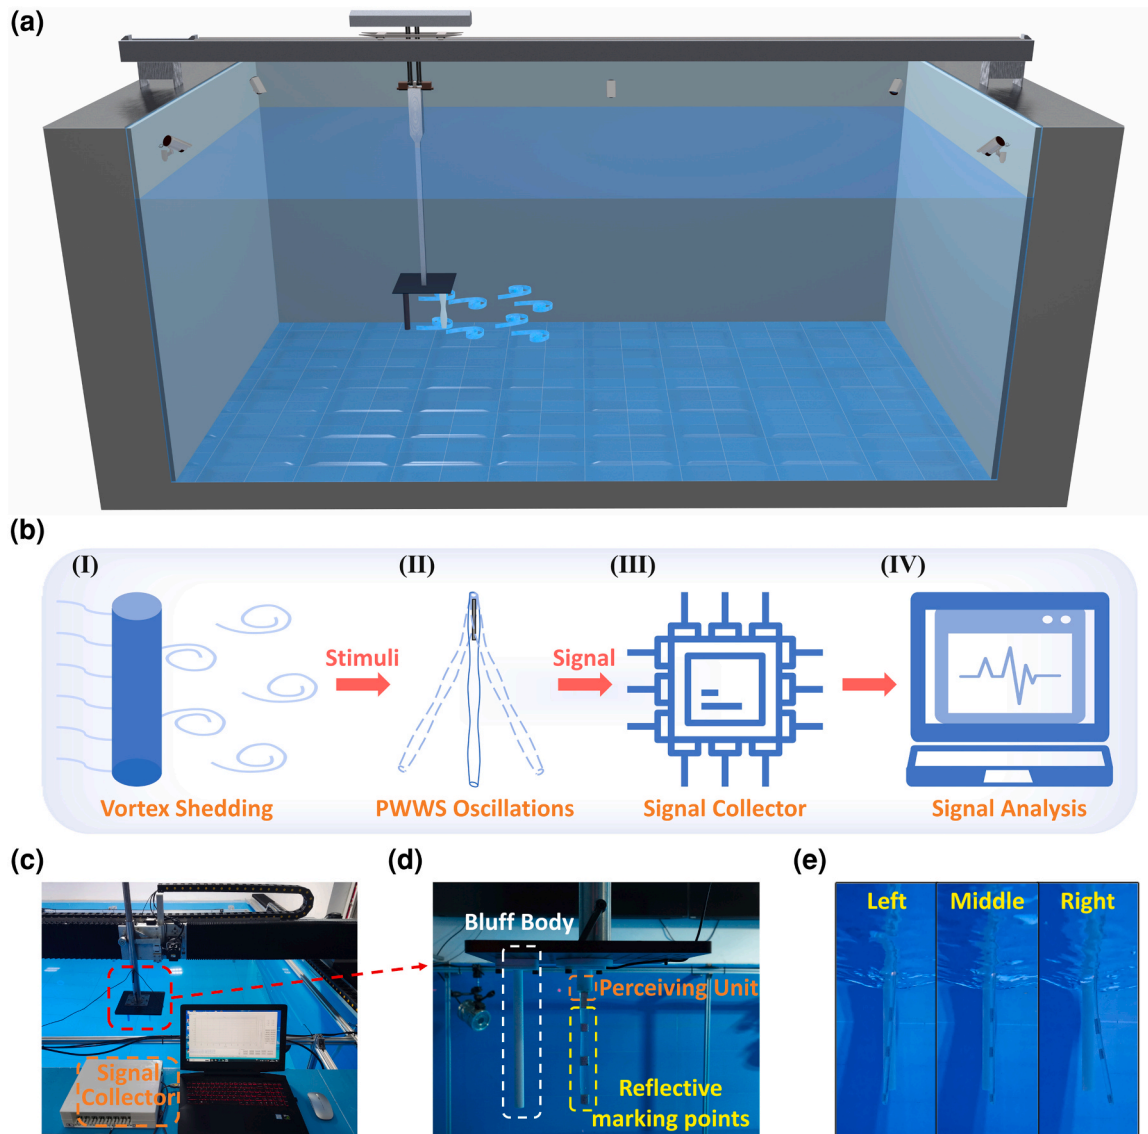 (a)
(b)
(I)
(II)
(III)
(IV)
Stimuli
Signal
Vortex Shedding
PWWS Oscillations
Signal Collector
Signal Analysis
(c)
(d)
(e)
Signal
Collector
Bluff Body
Perceiving Unit
Reflective
marking points
Left
Middle
Right